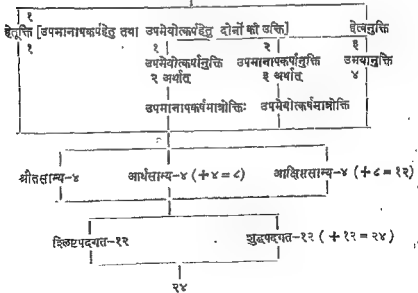 १
हेतूक्ति [उपमानापकर्षहेतु तथा उपमेयोत्कर्षहेतु दोनों की उक्ति] हेत्वनुक्ति
१ १ २ ३
उपमेयोत्कर्षानुक्ति उपमानापकर्षानुक्ति उभयानुक्ति
२ अर्थात् ३ अर्थात् ४
उपमानापकर्षमात्रोक्तिः उपमेयोत्कर्षमात्रोक्ति
श्रौतसाम्य-४ आर्थसाम्य-४ (+४=८) आक्षिप्तसाम्य-४ (+८=१२)
श्लिष्टपदगत-१२ शुद्धपदगत-१२ (+१२=२४)
२४